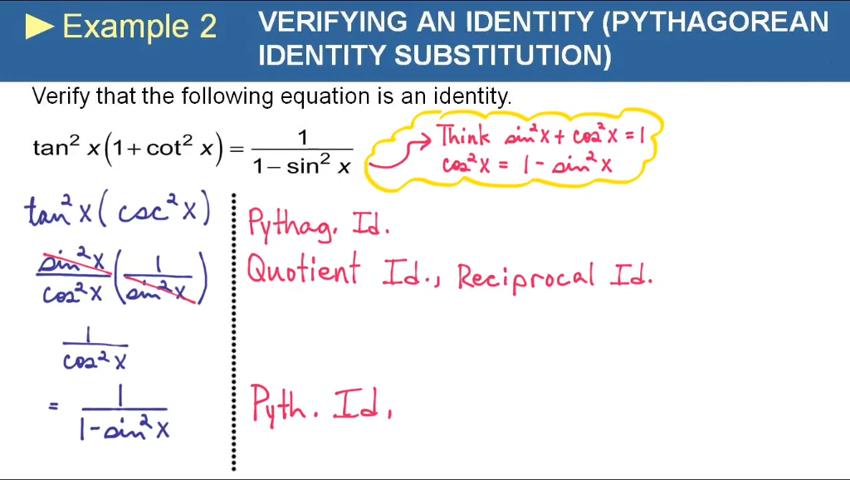 Example 2
VERIFYING AN IDENTITY (PYTHAGOREAN
IDENTITY SUBSTITUTION)
Verify that the following equation is an identity.
tan² x(1 + cot² x) = 1 / (1 − sin² x)
Think sin²x + cos²x = 1
cos²x = 1 - sin²x
tan²x (csc²x)
Pythag. Id.
sin²x / cos²x (1 / sin²x)
Quotient Id., Reciprocal Id.
1 / cos²x
= 1 / (1 - sin²x)
Pyth. Id.